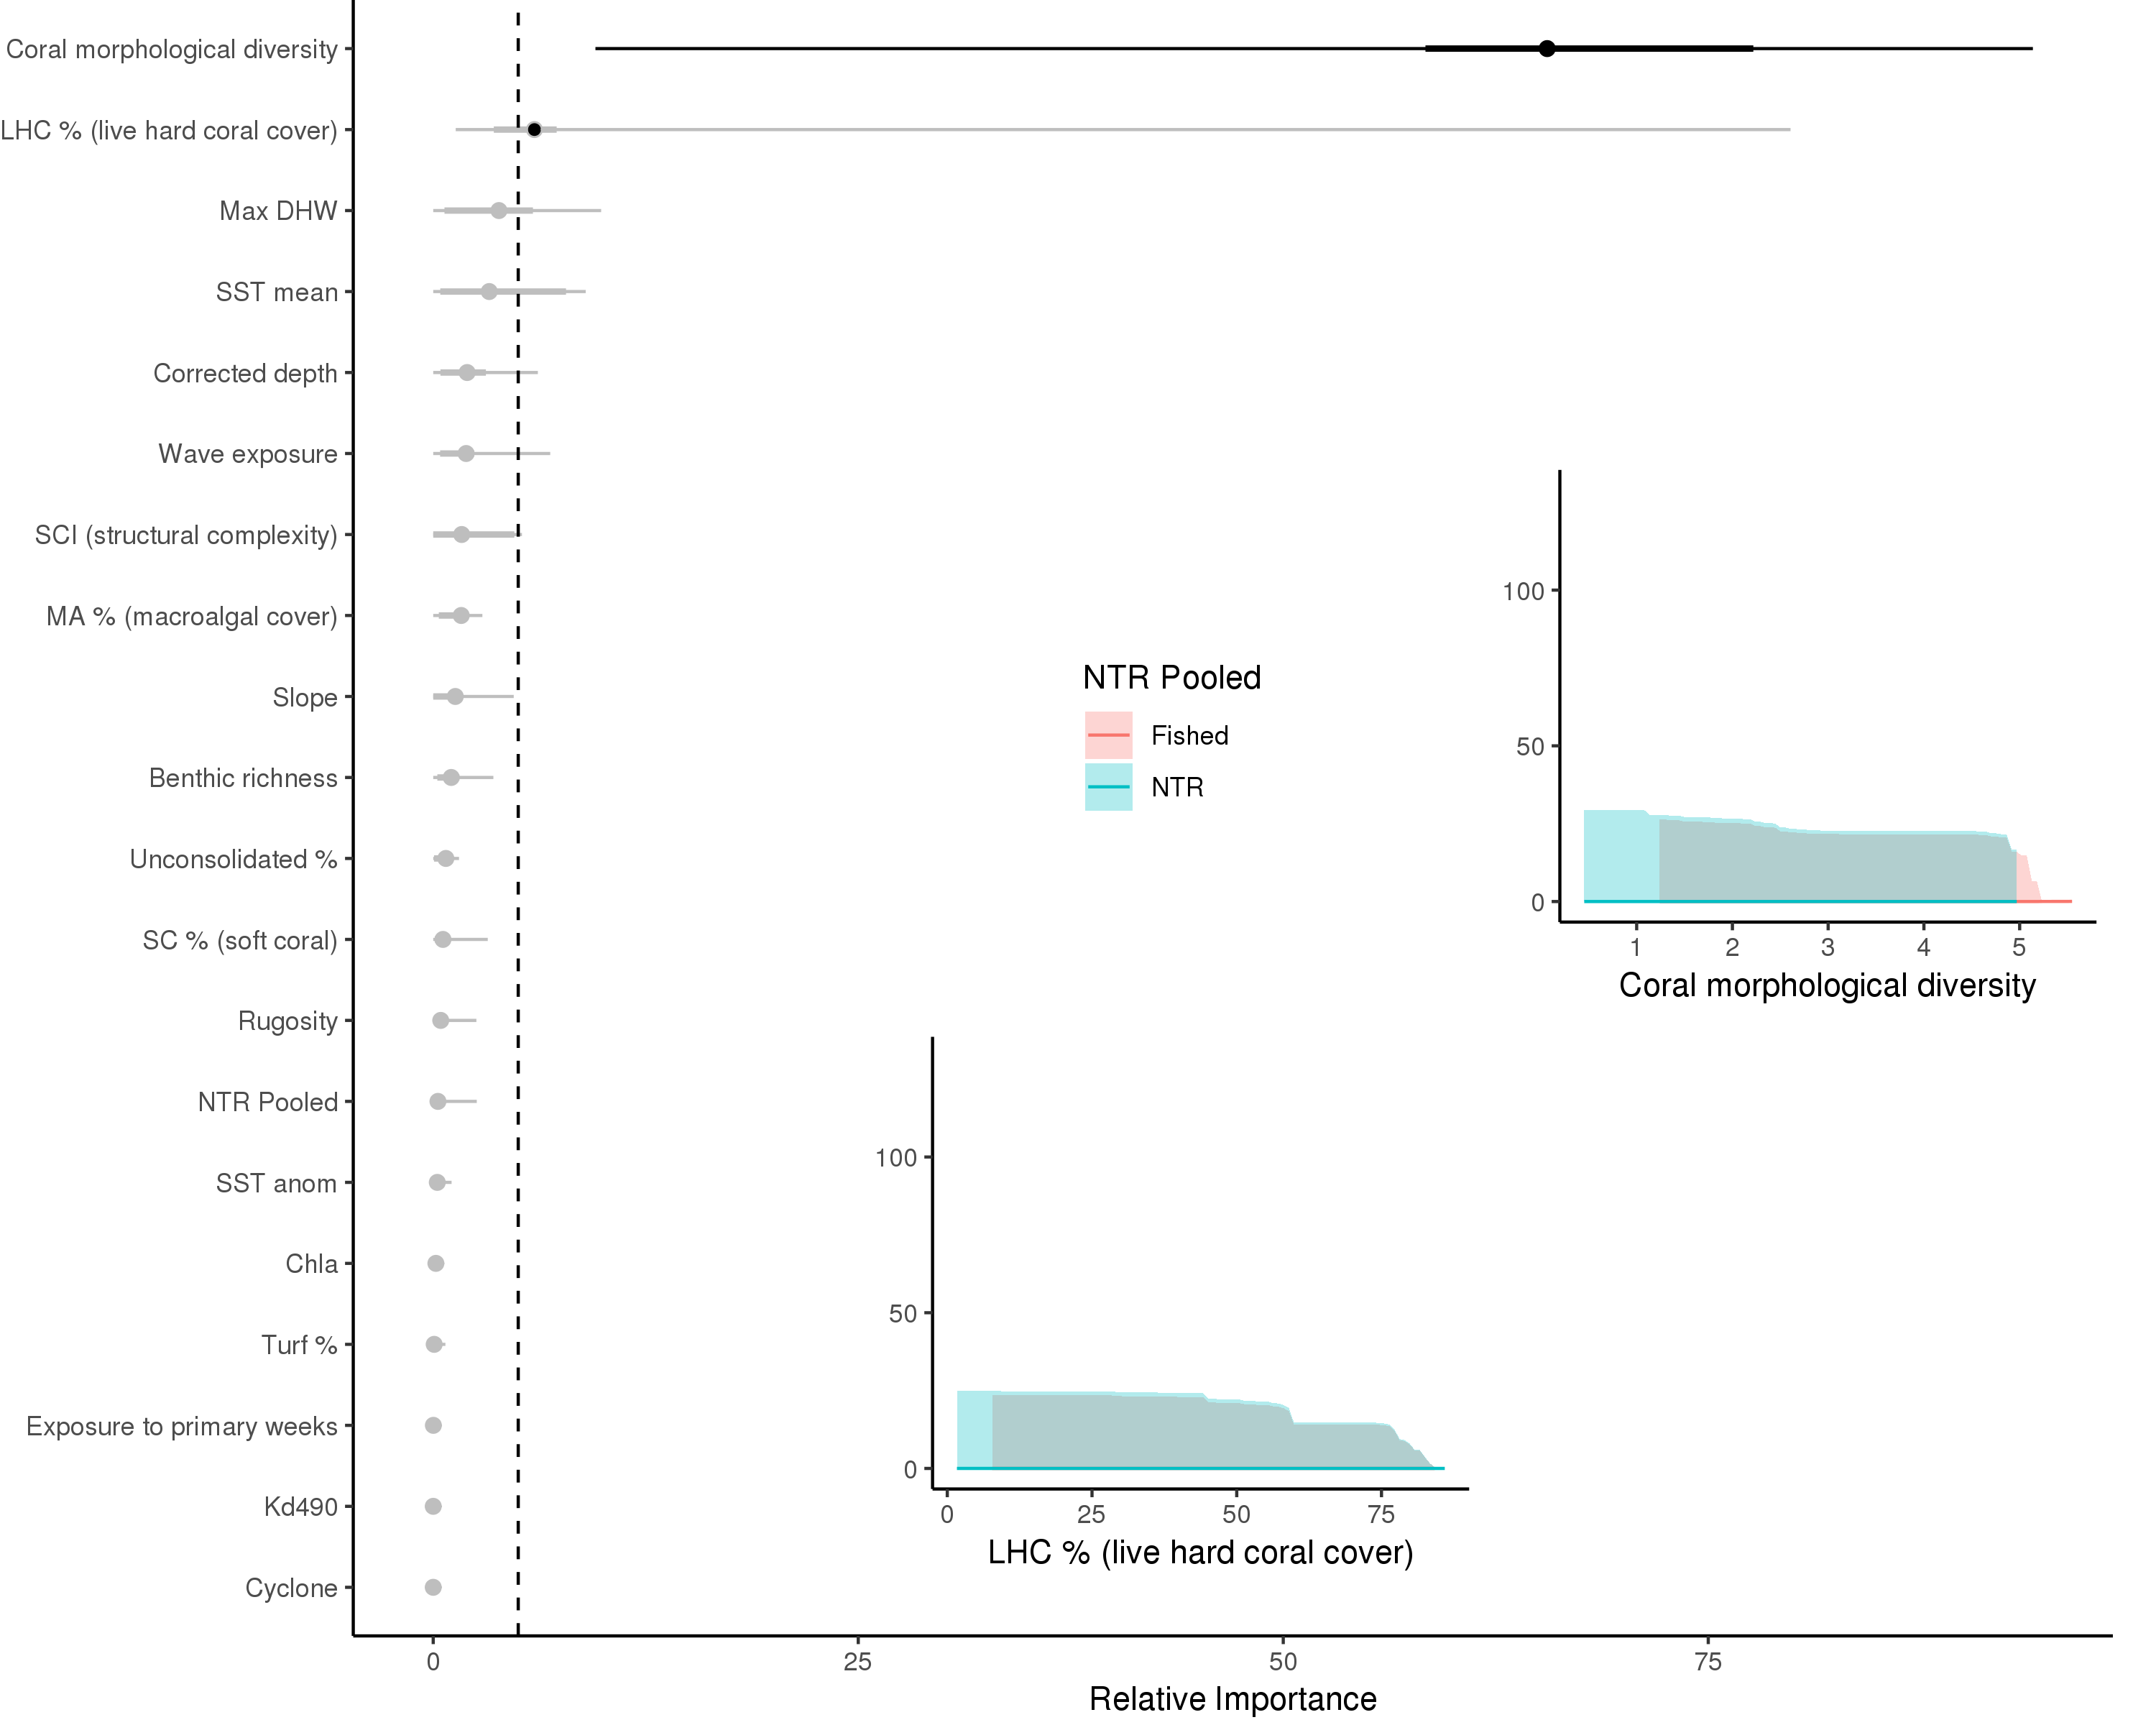 Coral morphological diversity
LHC % (live hard coral cover)
Max DHW
SST mean
Corrected depth
Wave exposure
SCI (structural complexity)
MA % (macroalgal cover)
Slope
Benthic richness
Unconsolidated %
SC % (soft coral)
Rugosity
NTR Pooled
SST anom
Chla
Turf %
Exposure to primary weeks
Kd490
Cyclone
0 25 50 75
Relative Importance
NTR Pooled
Fished
NTR
100
50
0
1 2 3 4 5
Coral morphological diversity
100
50
0
0 25 50 75
LHC % (live hard coral cover)